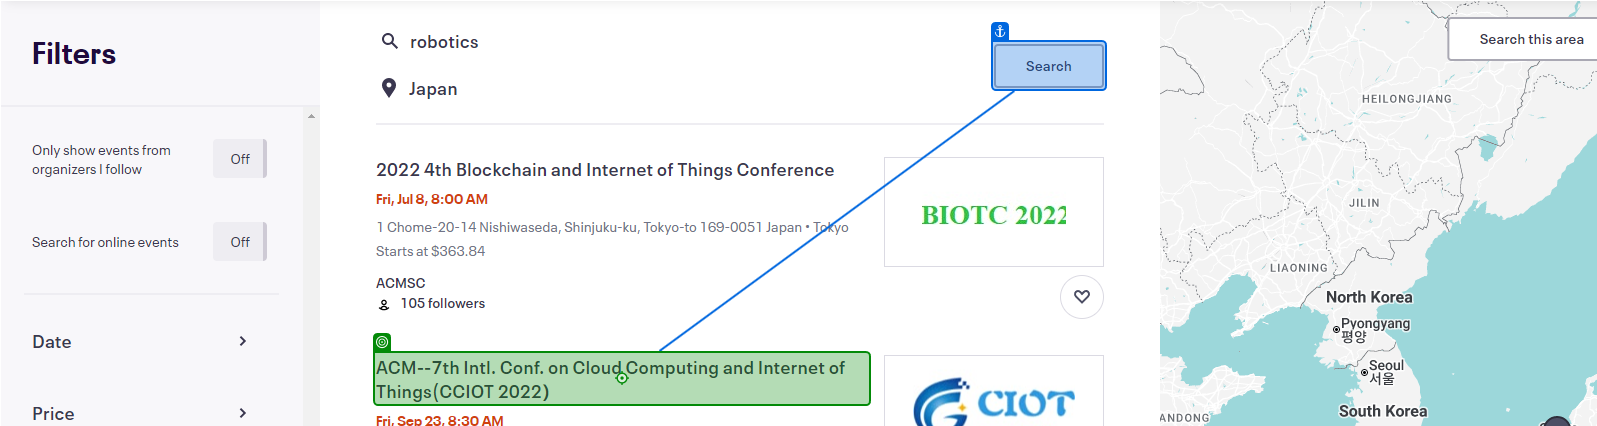 Filters
Only show events from
organizers I follow
Off
Search for online events
Off
Date
Price
robotics
Japan
Search
2022 4th Blockchain and Internet of Things Conference
Fri, Jul 8, 8:00 AM
1 Chome-20-14 Nishiwaseda, Shinjuku-ku, Tokyo-to 169-0051 Japan • Tokyo
Starts at $363.84
ACMSC
105 followers
BIOTC 2022
ACM--7th Intl. Conf. on Cloud Computing and Internet of
Things(CCIOT 2022)
Fri, Sep 23, 8:30 AM
CIOT
Search this area
HEILONGJIANG
JILIN
LIAONING
North Korea
Pyongyang
평양
Seoul
서울
South Korea
ANDONG